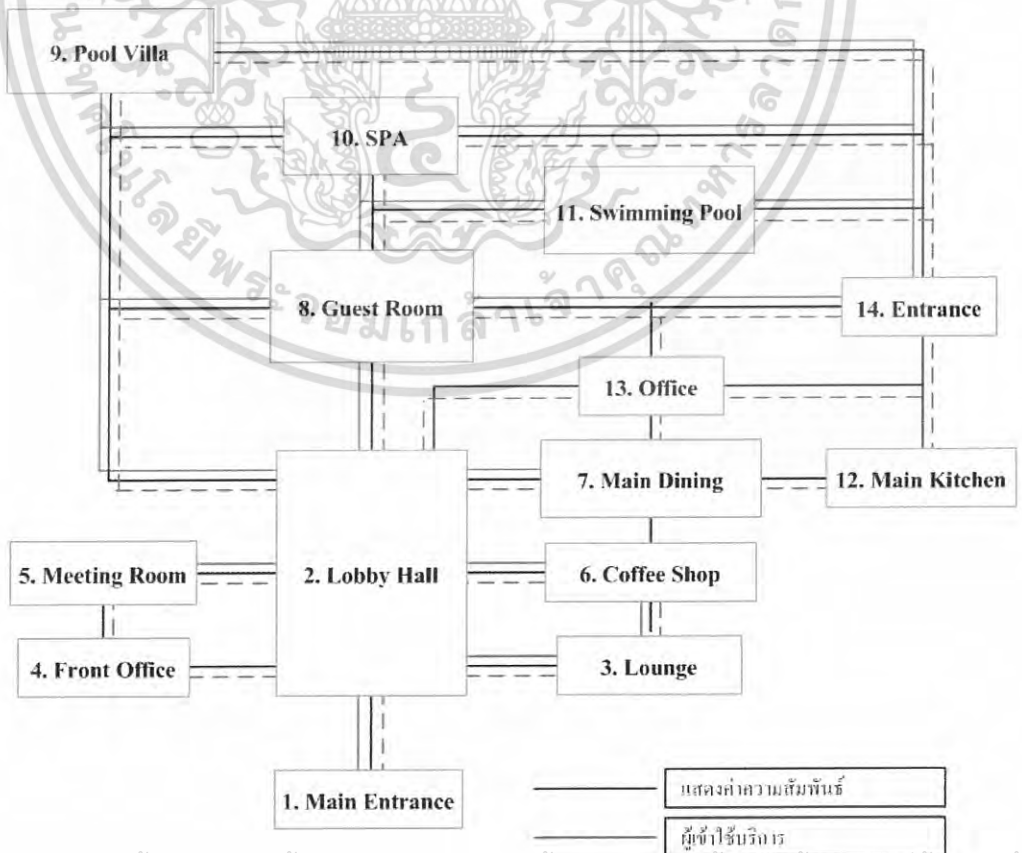 9. Pool Villa
10. SPA
11. Swimming Pool
8. Guest Room
14. Entrance
13. Office
7. Main Dining
12. Main Kitchen
5. Meeting Room
2. Lobby Hall
6. Coffee Shop
4. Front Office
3. Lounge
1. Main Entrance
แสดงค่าความสัมพันธ์
ผู้เข้าใช้บริการ